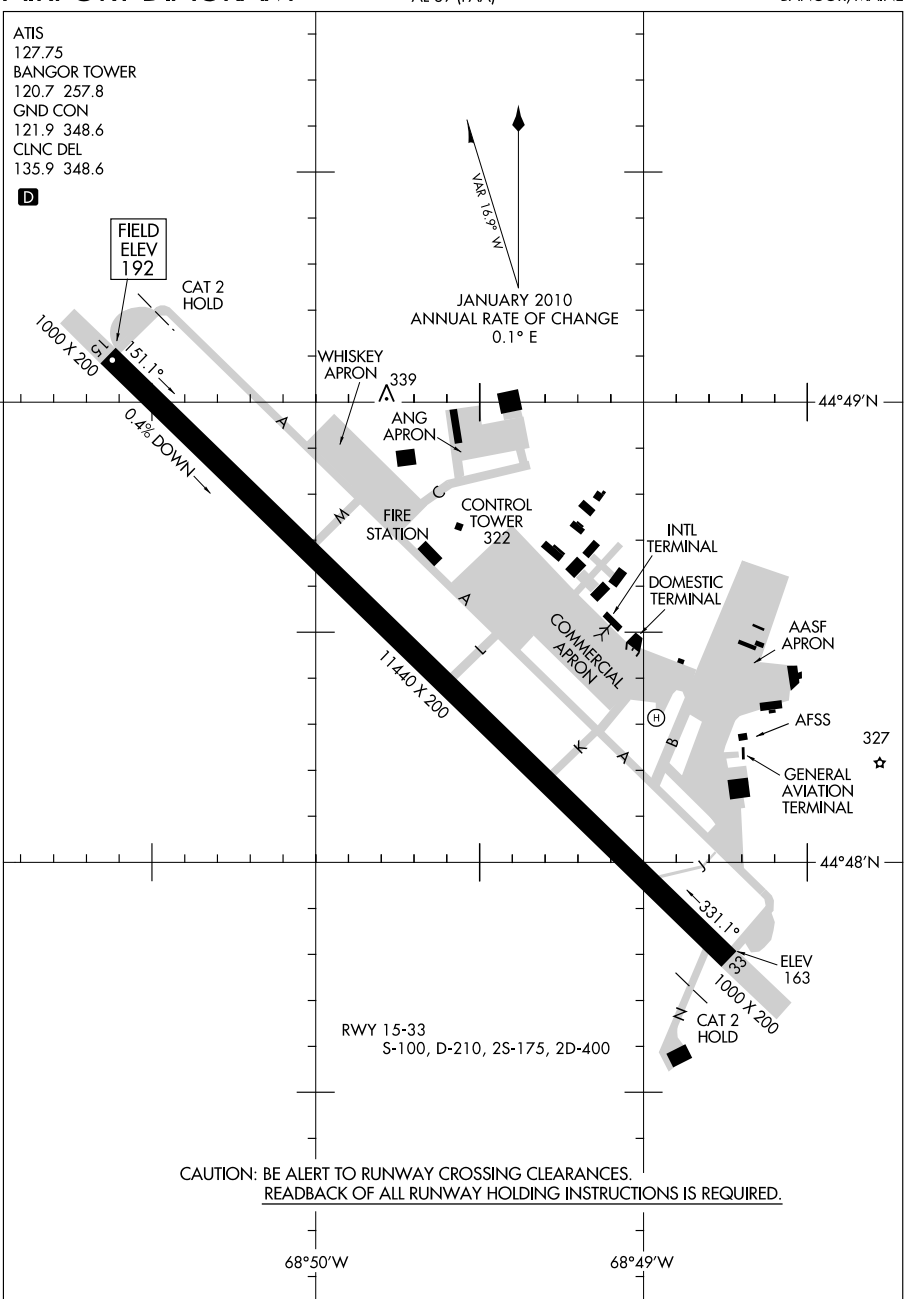 ATIS
127.75
BANGOR TOWER
120.7 257.8
GND CON
121.9 348.6
CLNC DEL
135.9 348.6
D
FIELD
ELEV
192
CAT 2
HOLD
VAR 16.9° W
JANUARY 2010
ANNUAL RATE OF CHANGE
0.1° E
1000 X 200
15
151.1°
0.4% DOWN
A
WHISKEY
APRON
339
ANG
APRON
44°49'N
M
C
FIRE
STATION
CONTROL
TOWER
322
INTL
TERMINAL
DOMESTIC
TERMINAL
AASF
APRON
A
L
COMMERCIAL
APRON
11440 X 200
H
K
A
B
AFSS
327
GENERAL
AVIATION
TERMINAL
44°48'N
J
331.1°
33
ELEV
163
1000 X 200
N
CAT 2
HOLD
RWY 15-33
S-100, D-210, 2S-175, 2D-400
CAUTION: BE ALERT TO RUNWAY CROSSING CLEARANCES.
READBACK OF ALL RUNWAY HOLDING INSTRUCTIONS IS REQUIRED.
68°50'W
68°49'W